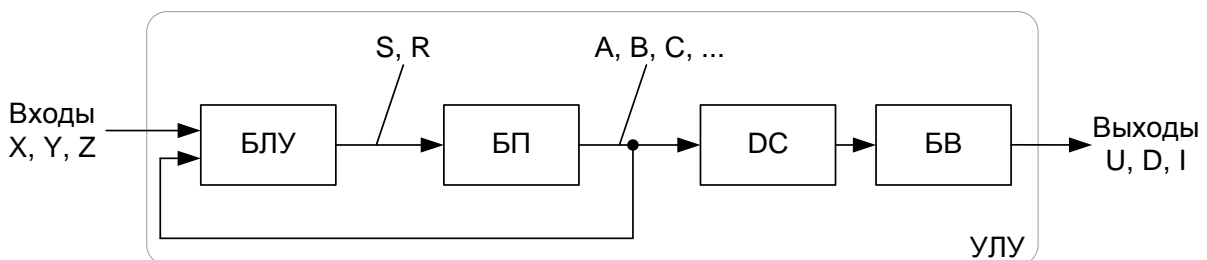 S, R
A, B, C, ...
Входы
X, Y, Z
БЛУ
БП
DC
БВ
Выходы
U, D, I
УЛУ